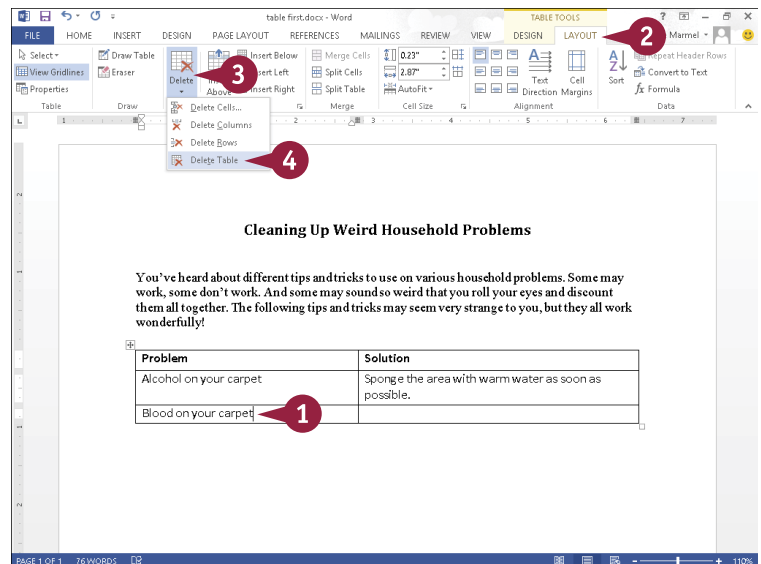 table first.docx - Word
TABLE TOOLS
FILE HOME INSERT DESIGN PAGE LAYOUT REFERENCES MAILINGS REVIEW VIEW DESIGN LAYOUT Marmel
2
Select Draw Table Delete Insert Below Merge Cells 0.23" Repeat Header Rows
View Gridlines Eraser Insert Left Split Cells 2.87" Text Direction Cell Margins Sort Convert to Text
Properties Above Insert Right Split Table AutoFit Formula
3
Table Draw Merge Cell Size Alignment Data
Delete Cells...
Delete Columns
Delete Rows
Delete Table
4
1 2 3 4 5 6 7
Cleaning Up Weird Household Problems
You've heard about different tips and tricks to use on various household problems. Some may
work, some don't work. And some may sound so weird that you roll your eyes and discount
them all together. The following tips and tricks may seem very strange to you, but they all work
wonderfully!
Problem Solution
Alcohol on your carpet Sponge the area with warm water as soon as
possible.
Blood on your carpet
1
PAGE 1 OF 1 76 WORDS 110%